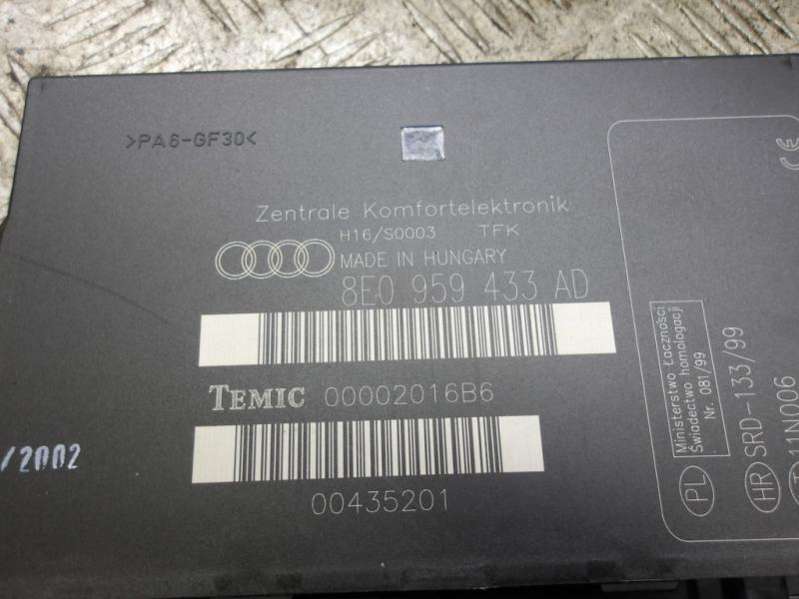 >PA6-GF30<
Zentrale Komfortelektronik
H16/S0003 TFK
MADE IN HUNGARY
8E0 959 433 AD
TEMIC 00002016B6
00435201
/2002
CE
Ministerstwo Łączności
Świadectwo homologacji
Nr. 081/99
PL
HR SRD-133/99
11N006